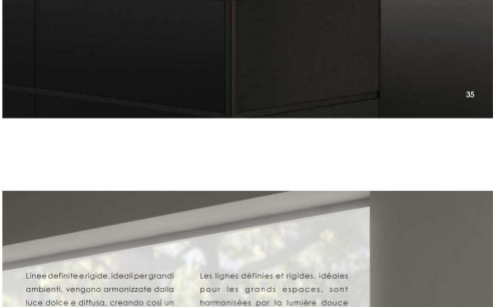 35
Linee definite e rigide, ideali per grandi
ambienti, vengono armonizzate dalla
luce dolce e diffusa, creando così un
Les lignes définies et rigides, idéales
pour les grands espaces, sont
harmonisées par la lumière douce